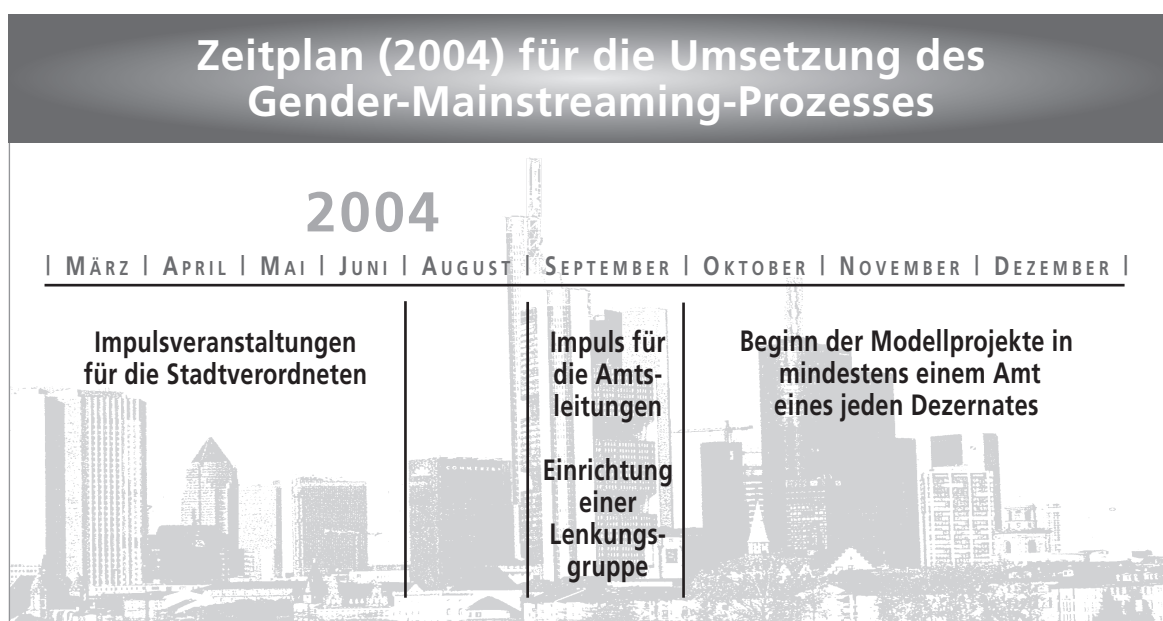 Zeitplan (2004) für die Umsetzung des
Gender-Mainstreaming-Prozesses
2004
| MÄRZ | APRIL | MAI | JUNI | AUGUST | SEPTEMBER | OKTOBER | NOVEMBER | DEZEMBER |
Impulsveranstaltungen
für die Stadtverordneten
Impuls für
die Amts-
leitungen
Einrichtung
einer
Lenkungs-
gruppe
Beginn der Modellprojekte in
mindestens einem Amt
eines jeden Dezernates